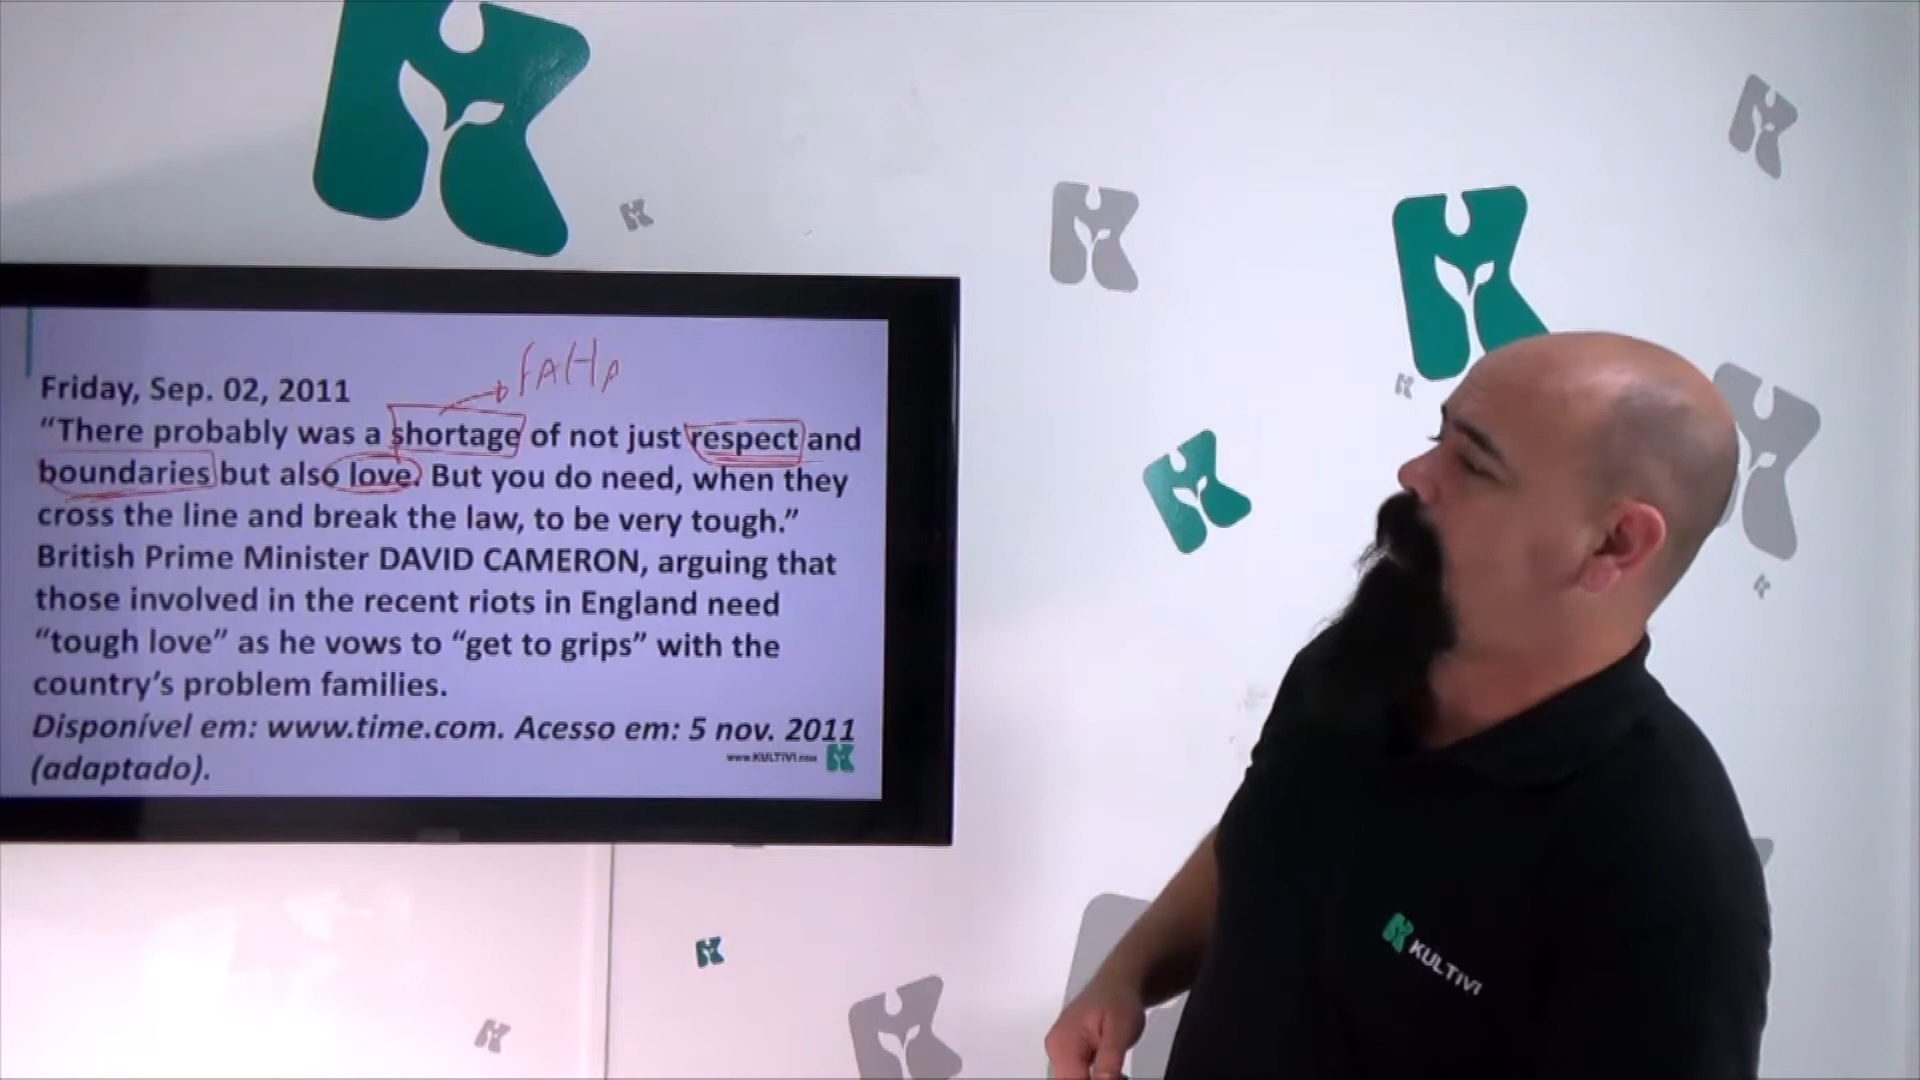 FALTA
Friday, Sep. 02, 2011
“There probably was a shortage of not just respect and
boundaries but also love. But you do need, when they
cross the line and break the law, to be very tough.”
British Prime Minister DAVID CAMERON, arguing that
those involved in the recent riots in England need
“tough love” as he vows to “get to grips” with the
country’s problem families.
Disponível em: www.time.com. Acesso em: 5 nov. 2011
www.KULTIVI.com
(adaptado).
KULTIVI